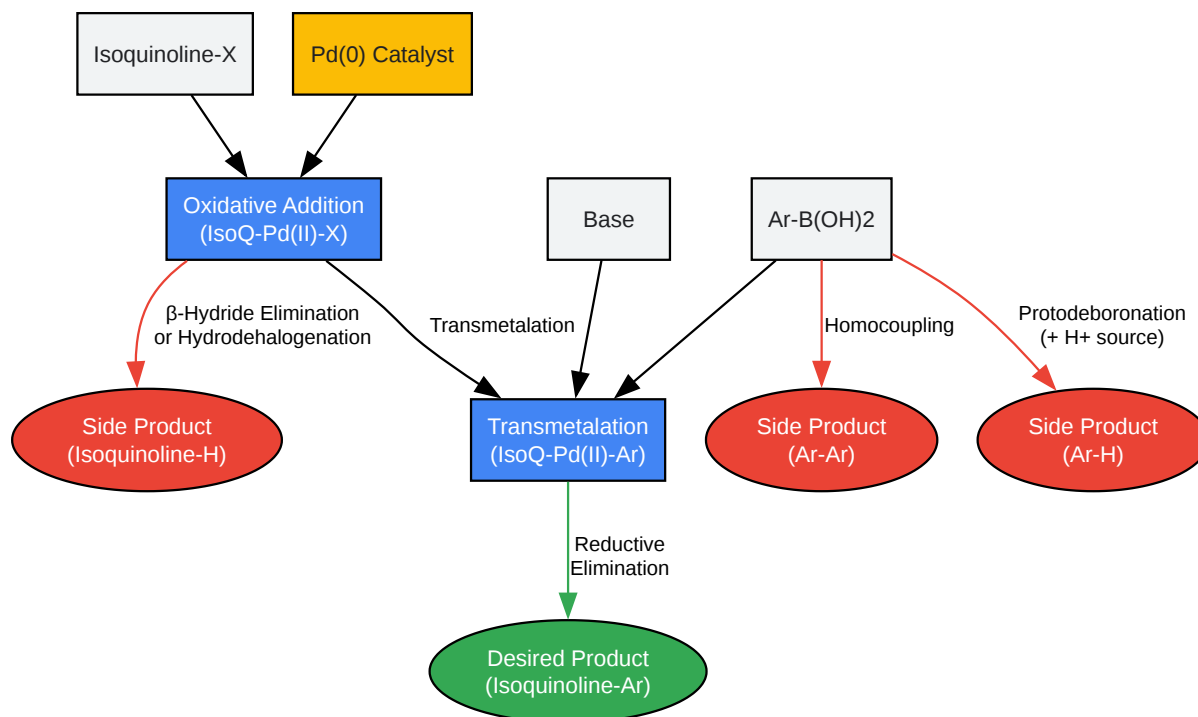 Isoquinoline-X
Pd(0) Catalyst
Oxidative Addition
(IsoQ-Pd(II)-X)
Base
Ar-B(OH)2
β-Hydride Elimination
or Hydrodehalogenation
Transmetalation
Homocoupling
Protodeboronation
(+ H+ source)
Side Product
(Isoquinoline-H)
Transmetalation
(IsoQ-Pd(II)-Ar)
Side Product
(Ar-Ar)
Side Product
(Ar-H)
Reductive
Elimination
Desired Product
(Isoquinoline-Ar)